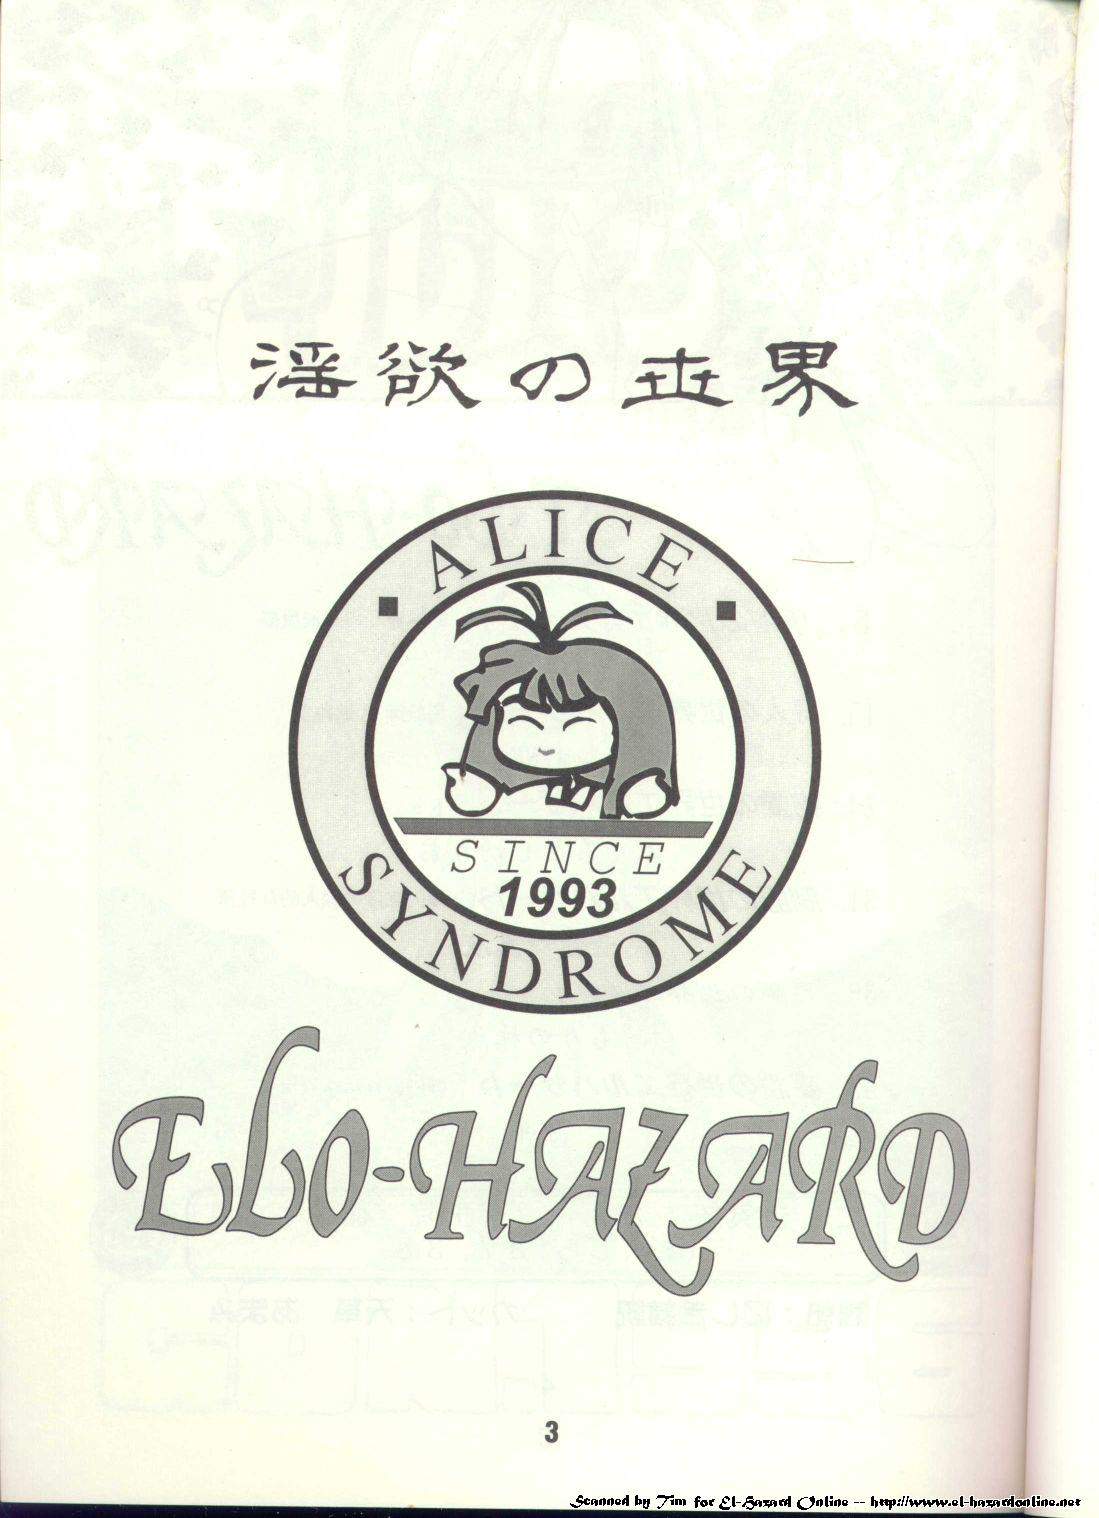 淫欲の世界
ALICE
SINCE
1993
SYNDROME
ELO-HAZARD
3
Scanned by Tim for El-Hazard Online -- http://www.el-hazardonline.net